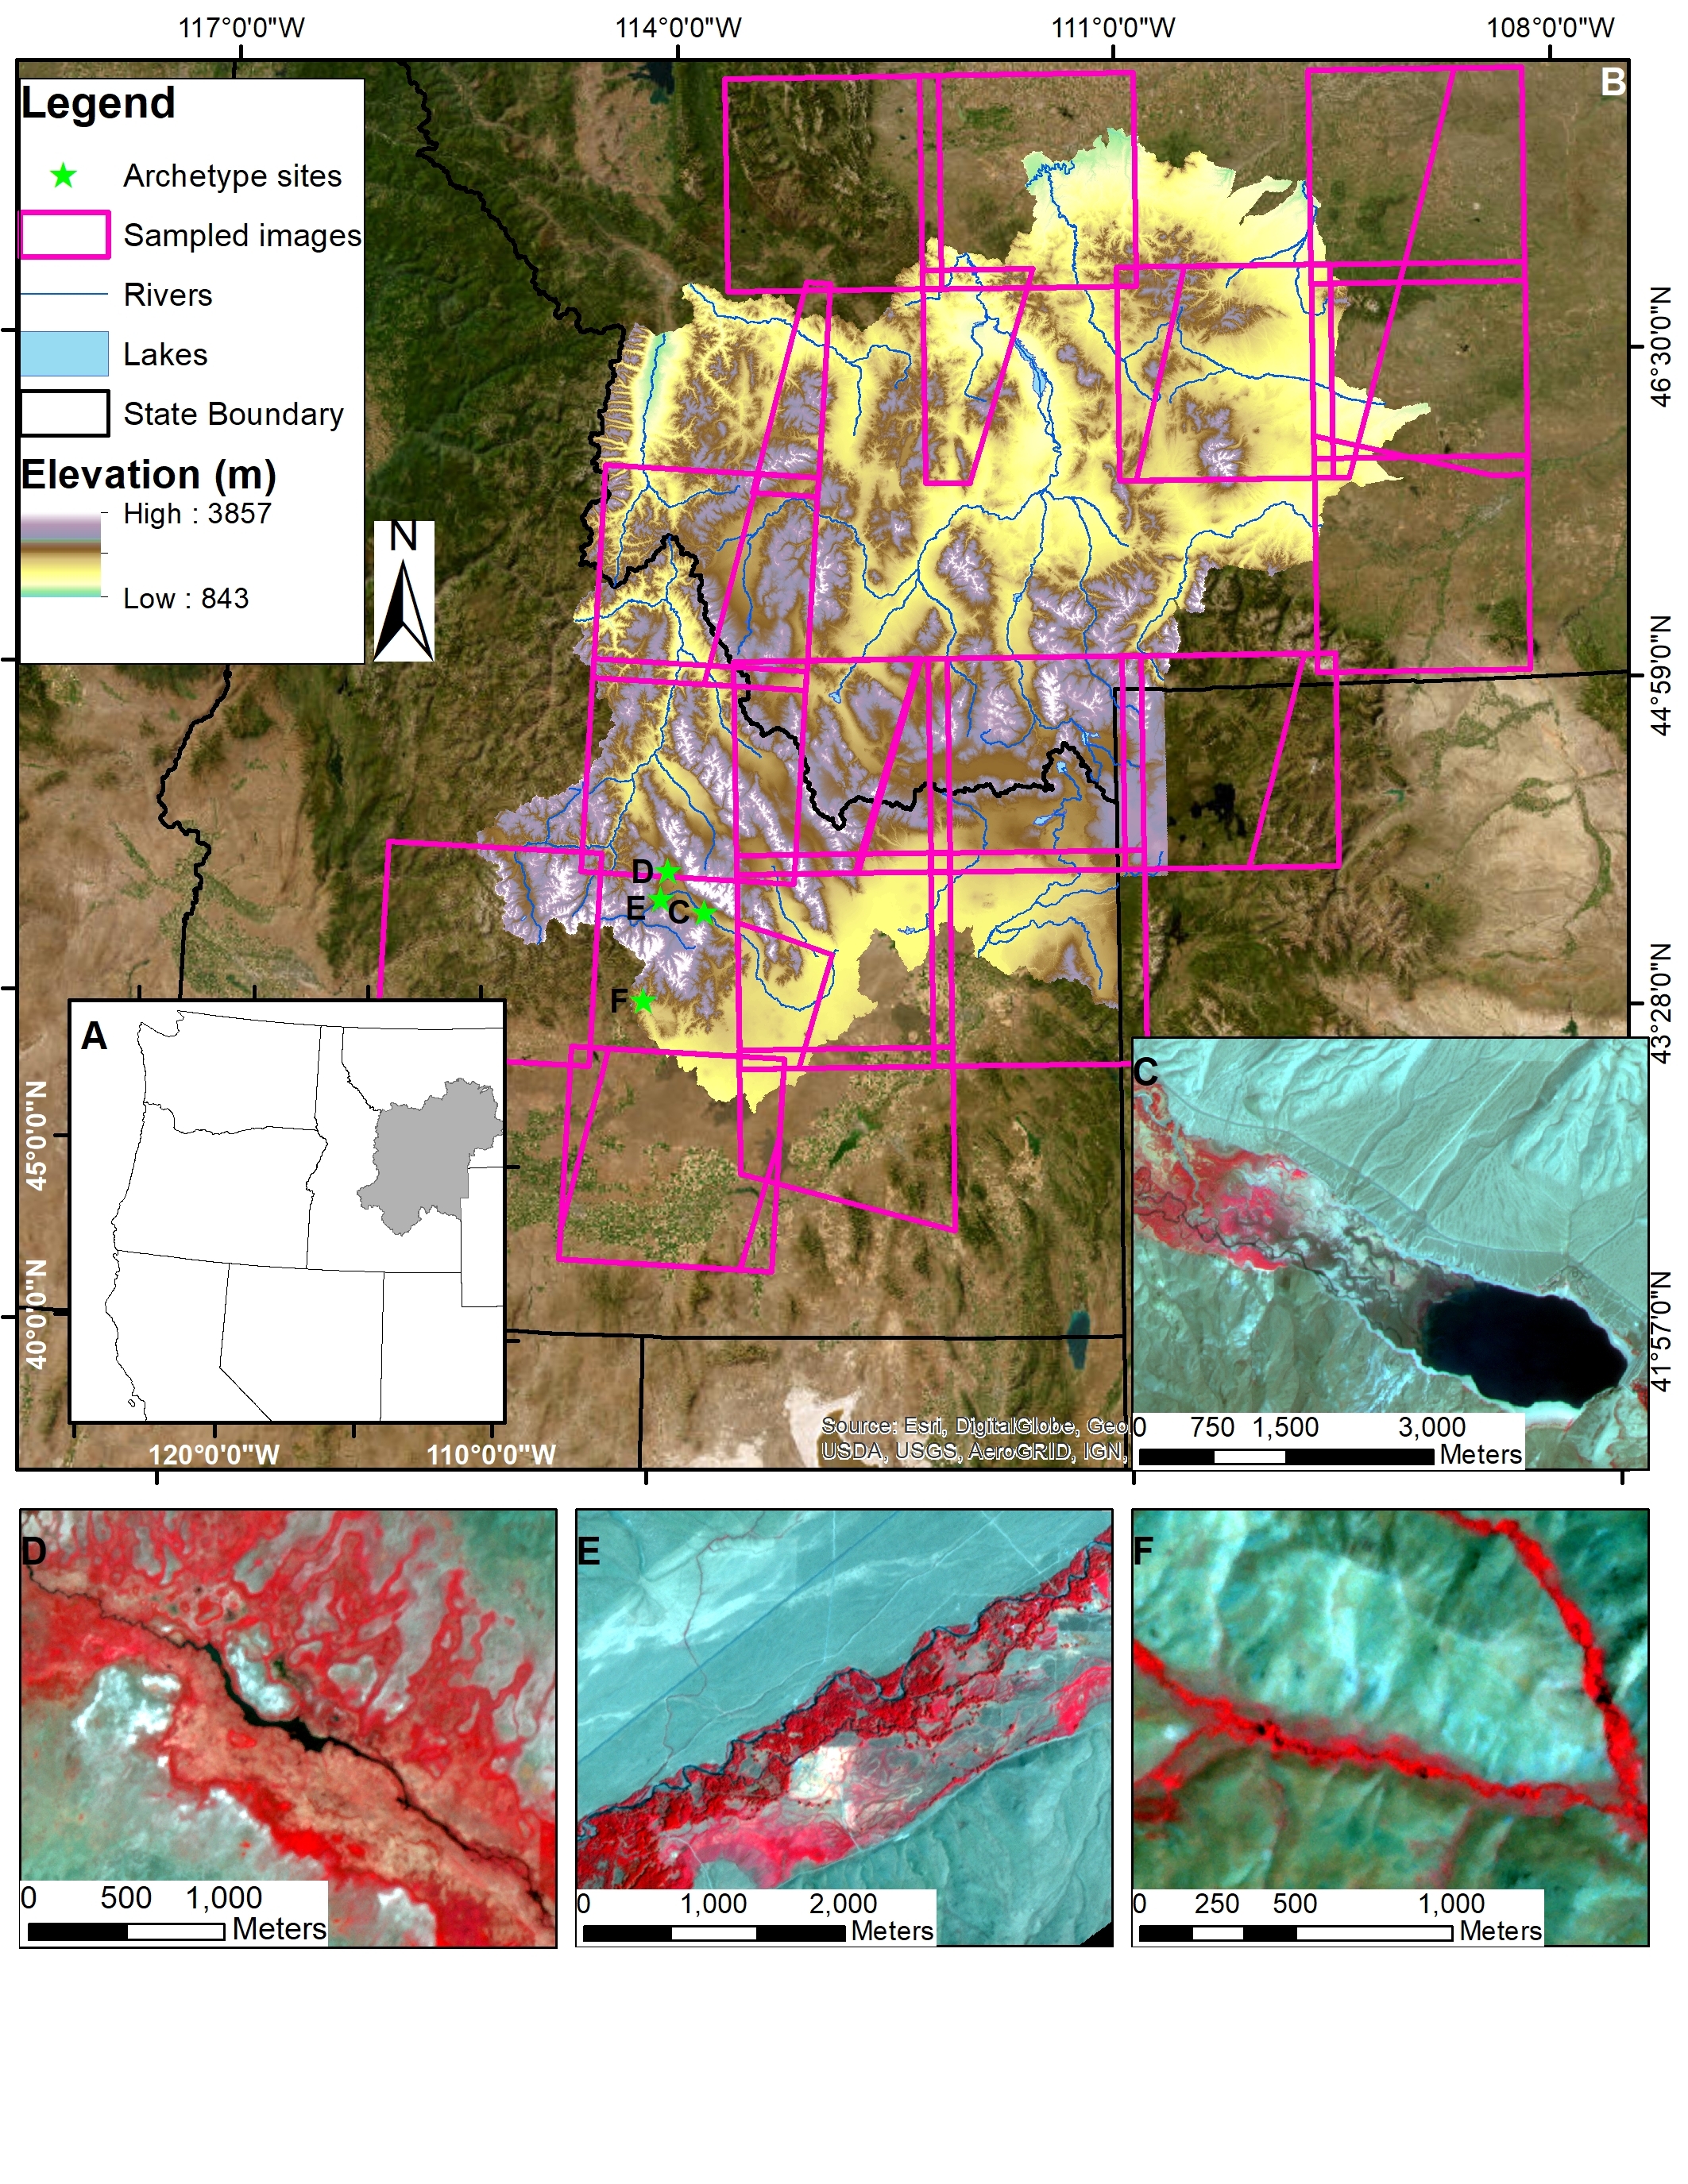 117°0'0"W 114°0'0"W 111°0'0"W 108°0'0"W
B
Legend
Archetype sites
Sampled images
Rivers
Lakes
State Boundary
Elevation (m)
High : 3857
Low : 843
N
46°30'0"N
44°59'0"N
43°28'0"N
41°57'0"N
D
E C
F
A
45°0'0"N
40°0'0"N
120°0'0"W 110°0'0"W
Source: Esri, DigitalGlobe, Geo
USDA, USGS, AeroGRID, IGN,
C
0 750 1,500 3,000
Meters
D
0 500 1,000
Meters
E
0 1,000 2,000
Meters
F
0 250 500 1,000
Meters